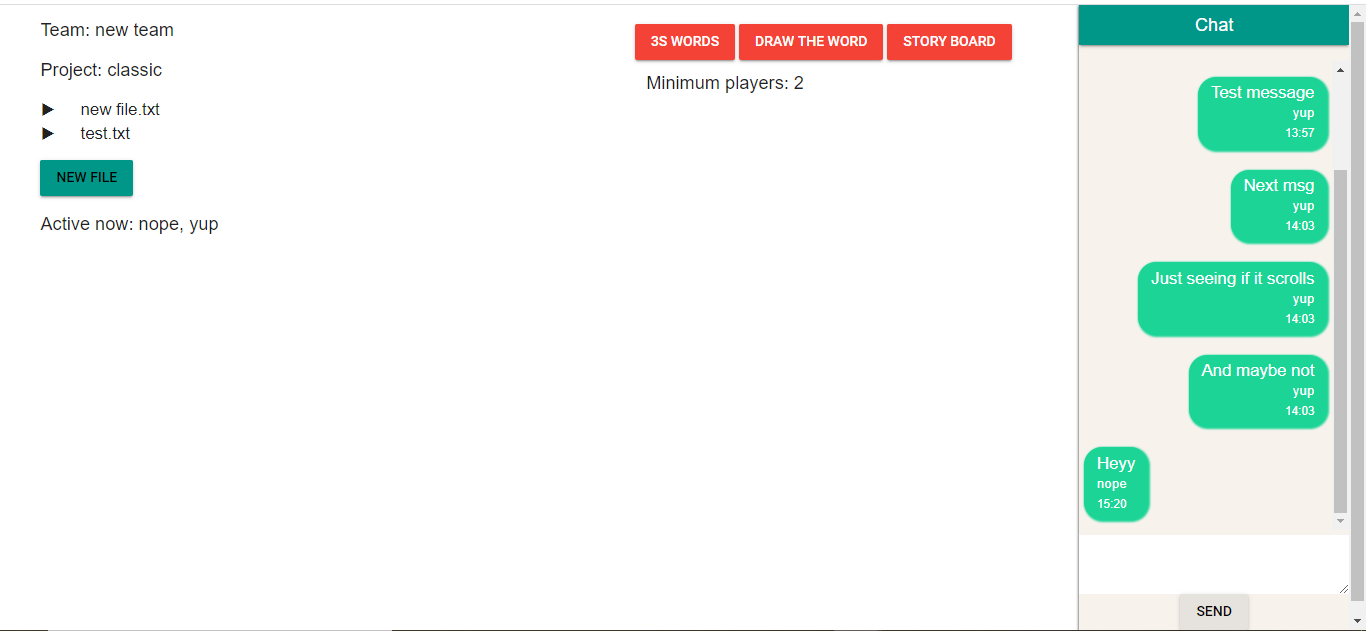 Team: new team
Project: classic
new file.txt
test.txt
NEW FILE
Active now: nope, yup
3S WORDS DRAW THE WORD STORY BOARD
Minimum players: 2
Chat
Test message
yup
13:57
Next msg
yup
14:03
Just seeing if it scrolls
yup
14:03
And maybe not
yup
14:03
Heyy
nope
15:20
SEND